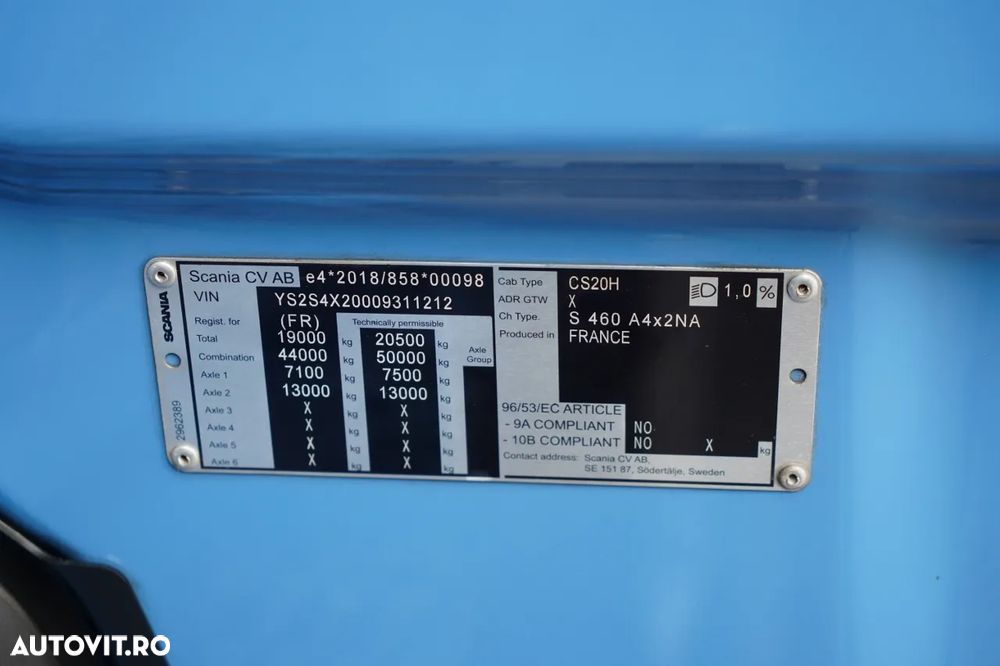 SCANIA
2962389
Scania CV AB e4*2018/858*00098
VIN YS2S4X20009311212
Regist. for (FR) Technically permissible
Total 19000 kg 20500 kg Axle Group
Combination 44000 kg 50000 kg
Axle 1 7100 kg 7500 kg
Axle 2 13000 kg 13000 kg
Axle 3 X kg X kg
Axle 4 X kg X kg
Axle 5 X kg X kg
Axle 6 X kg X kg
Cab Type CS20H 1,0 %
ADR GTW X
Ch Type. S 460 A4x2NA
Produced in FRANCE
96/53/EC ARTICLE
- 9A COMPLIANT NO
- 10B COMPLIANT NO X kg
Contact address: Scania CV AB,
SE 151 87, Södertälje, Sweden
AUTOVIT.RO